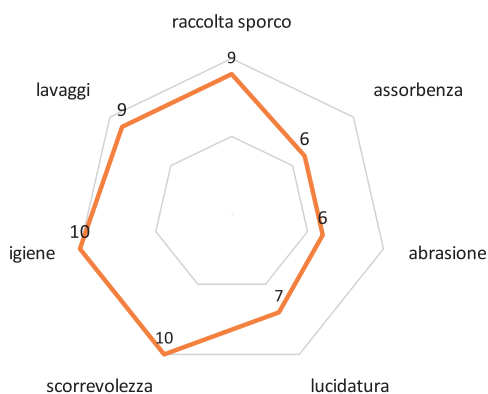 raccolta sporco
9
lavaggi
assorbenza
9
6
10
6
igiene
abrasione
7
10
scorrevolezza
lucidatura